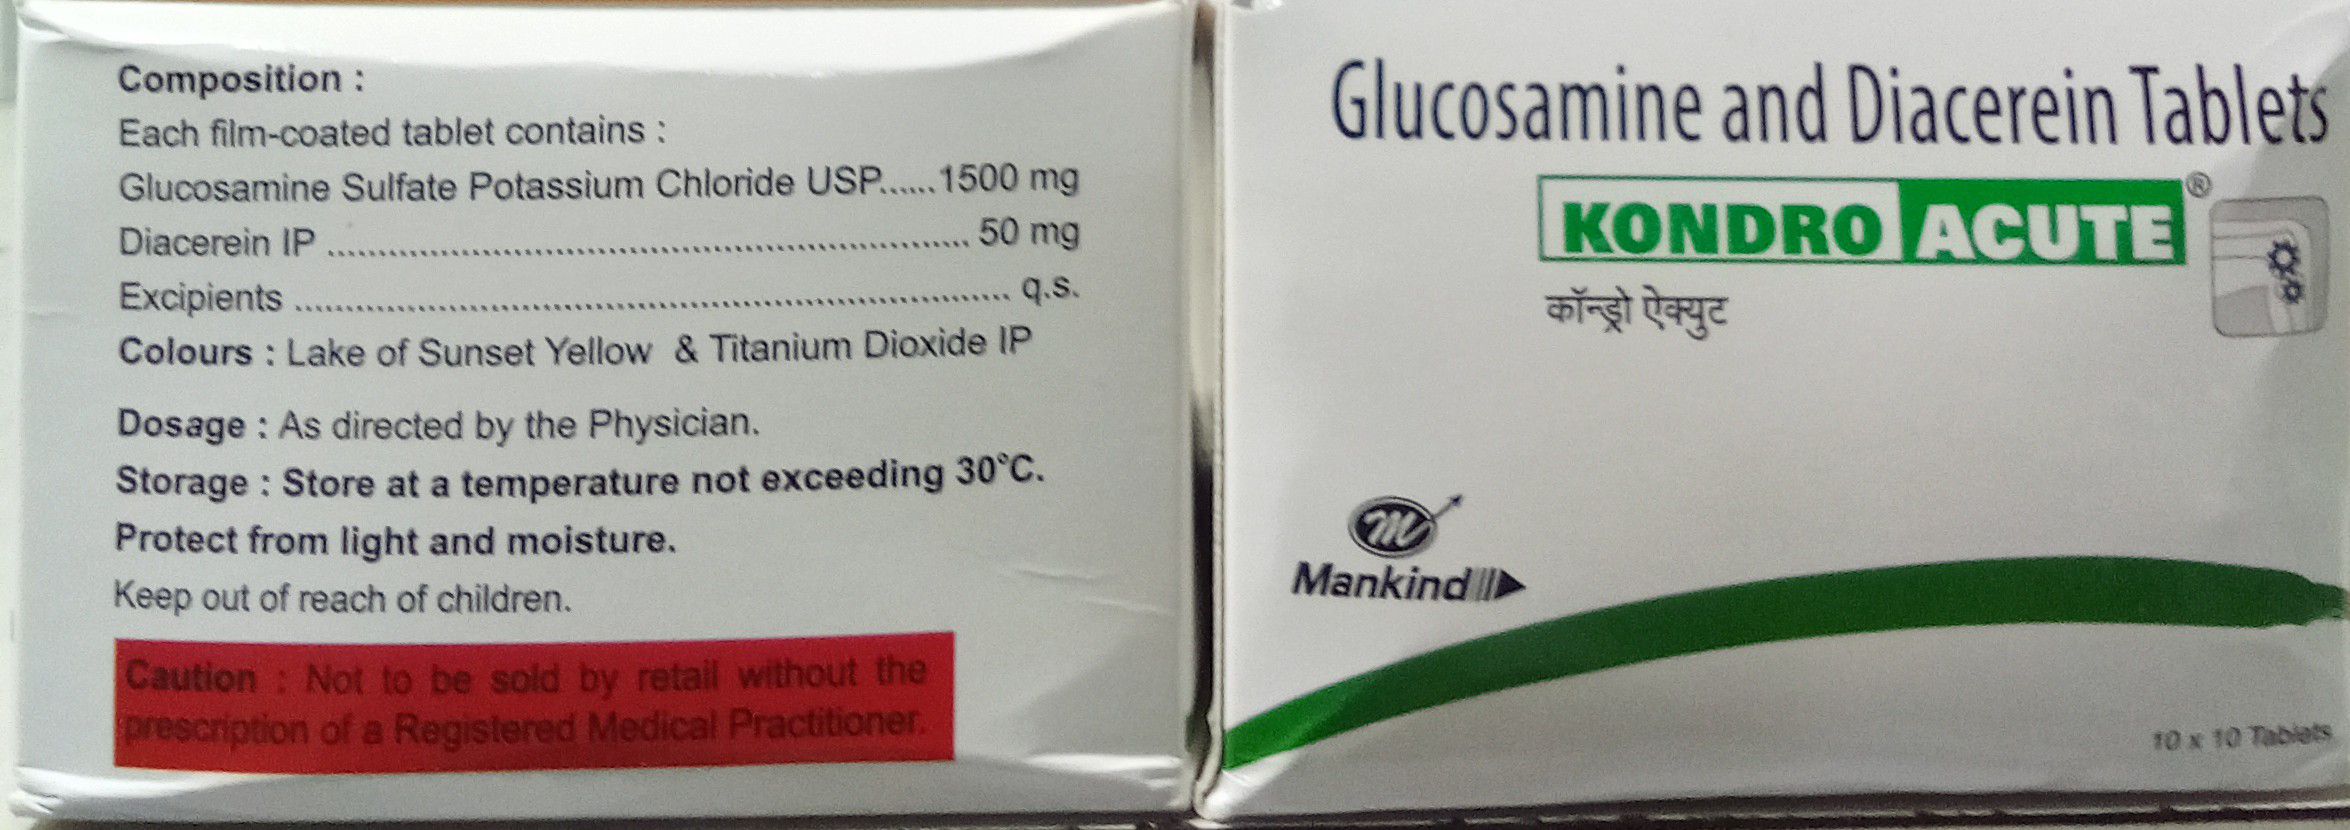 Composition :
Each film-coated tablet contains :
Glucosamine Sulfate Potassium Chloride USP......1500 mg
Diacerein IP ................................................................ 50 mg
Excipients ....................................................................... q.s.
Colours : Lake of Sunset Yellow & Titanium Dioxide IP
Dosage : As directed by the Physician.
Storage : Store at a temperature not exceeding 30°C.
Protect from light and moisture.
Keep out of reach of children.
Caution : Not to be sold by retail without the
prescription of a Registered Medical Practitioner.
Glucosamine and Diacerein Tablets
KONDRO ACUTE®
कॉन्ड्रो ऐक्युट
Mankind
10 x 10 Tablets